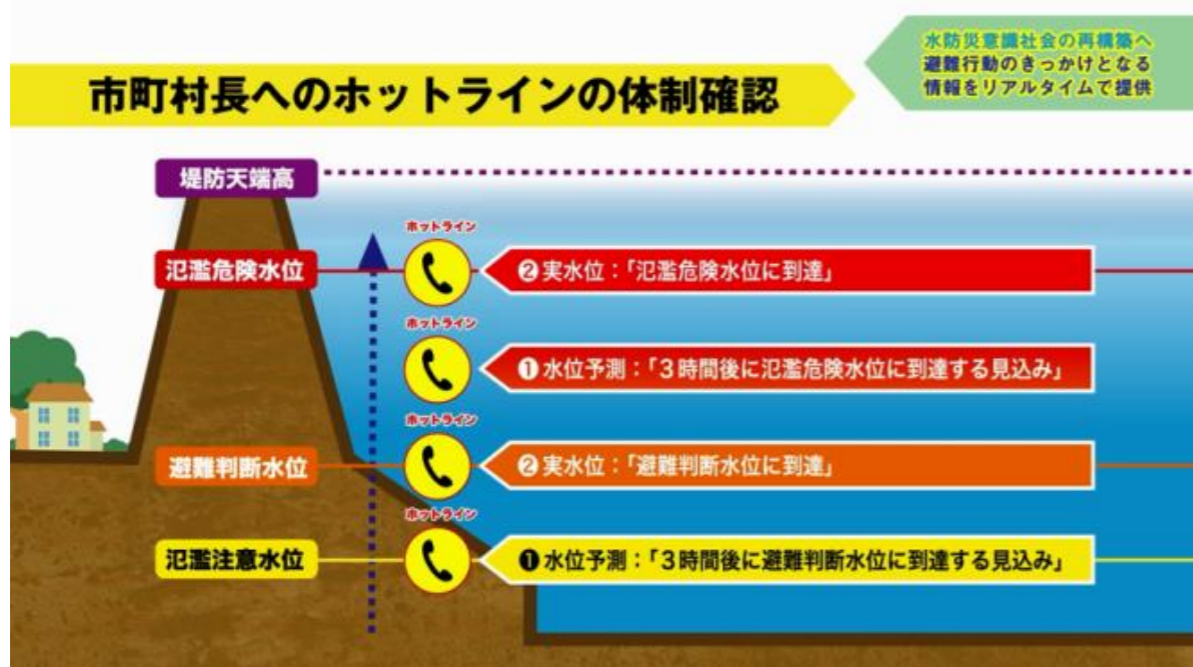 水防災意識社会の再構築へ
避難行動のきっかけとなる
情報をリアルタイムで提供
市町村長へのホットラインの体制確認
堤防天端高
ホットライン
氾濫危険水位
❷実水位：「氾濫危険水位に到達」
ホットライン
❶水位予測：「３時間後に氾濫危険水位に到達する見込み」
ホットライン
避難判断水位
❷実水位：「避難判断水位に到達」
ホットライン
氾濫注意水位
❶水位予測：「３時間後に避難判断水位に到達する見込み」